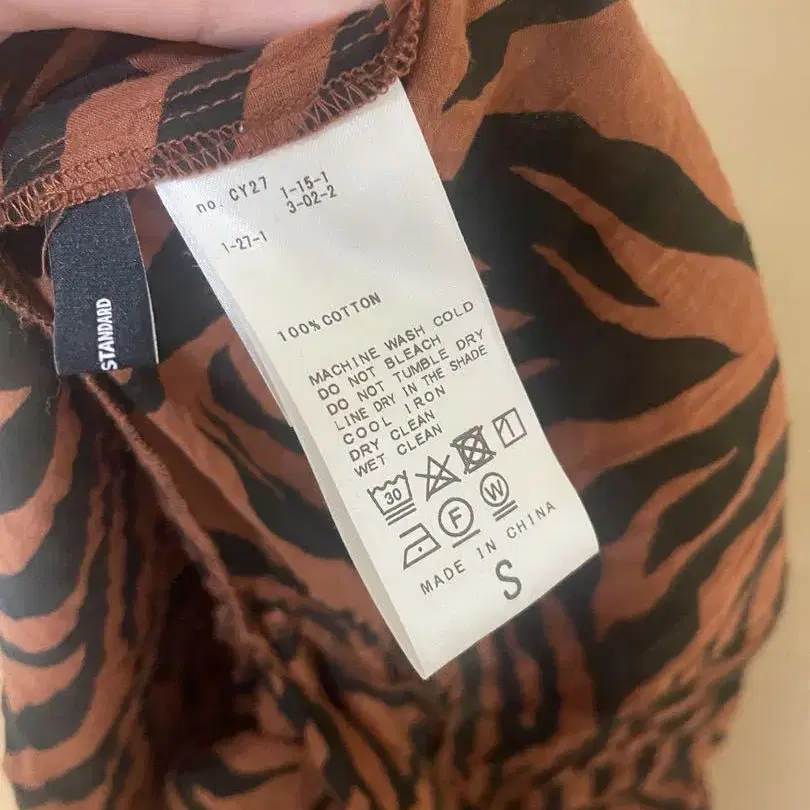 no. CY27
1-15-1
3-02-2
1-27-1
100% COTTON
MACHINE WASH COLD
DO NOT BLEACH
DO NOT TUMBLE DRY
LINE DRY IN THE SHADE
COOL IRON
DRY CLEAN
WET CLEAN
30
F
W
MADE IN CHINA
S
STANDARD